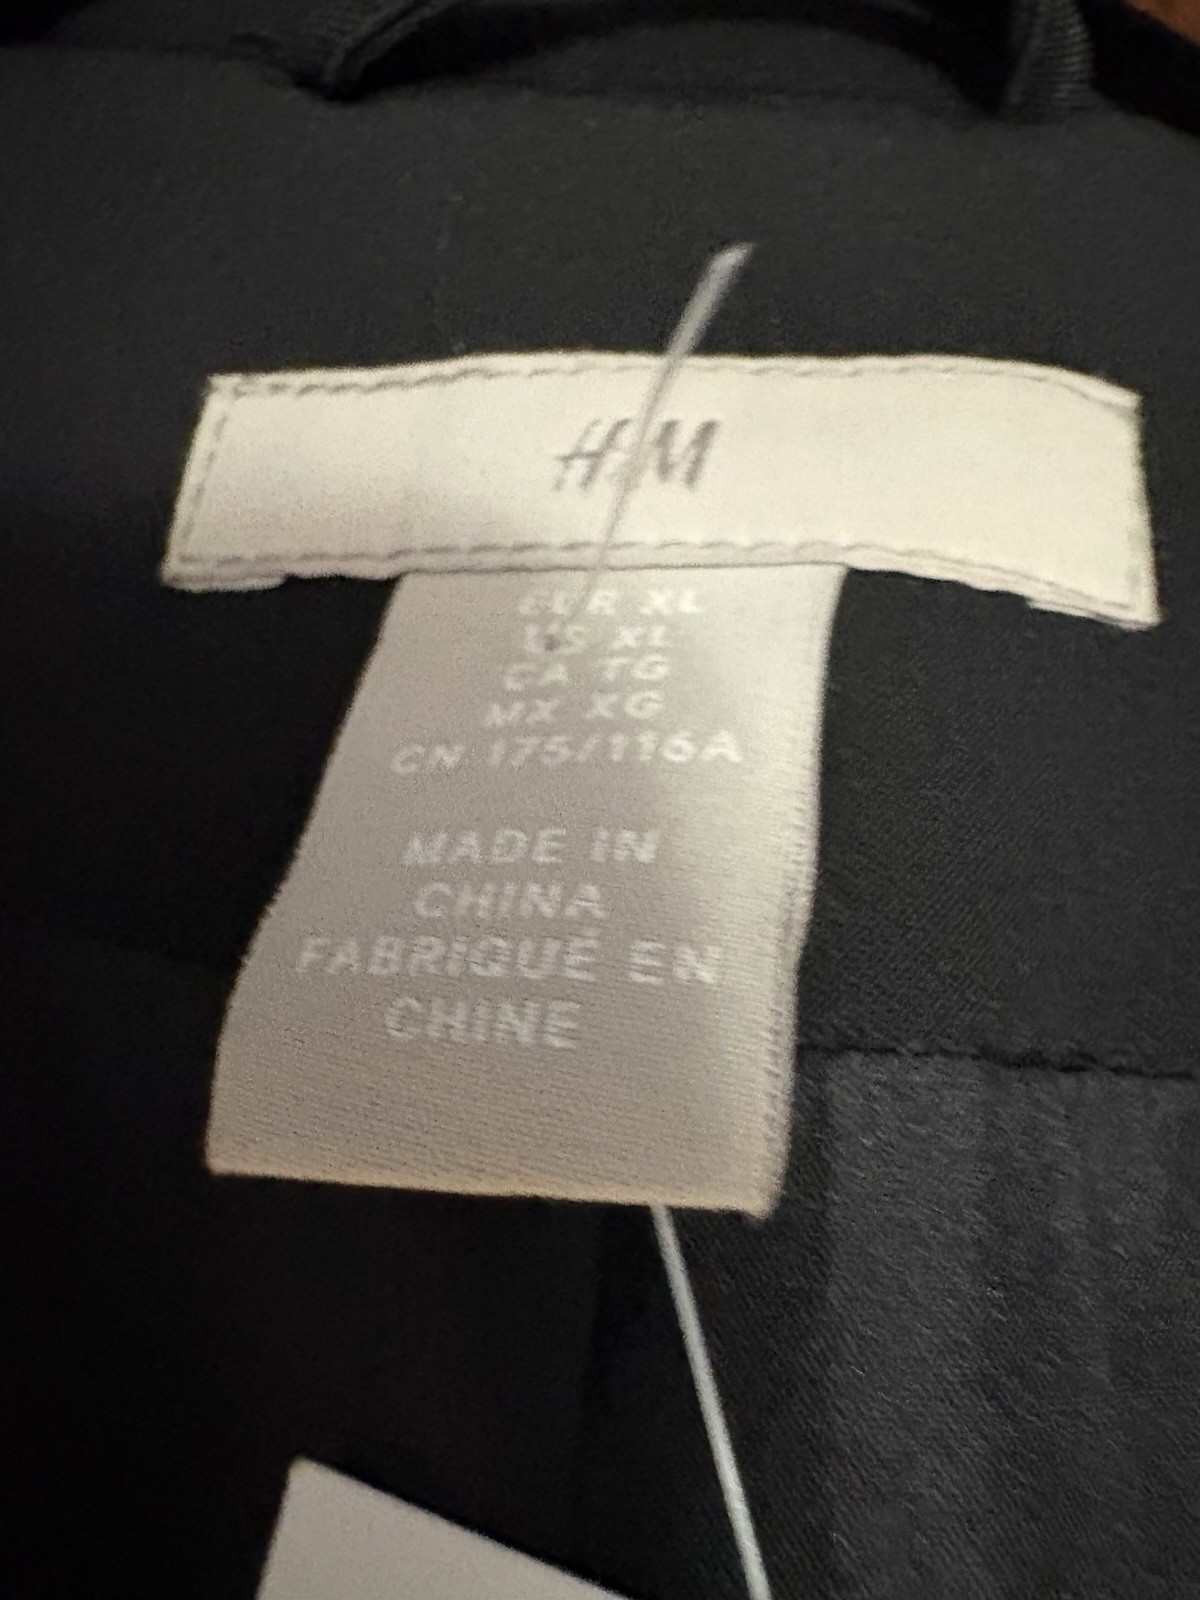 H&M
EUR XL
US XL
CA TG
MX XG
CN 175/116A
MADE IN
CHINA
FABRIQUÉ EN
CHINE